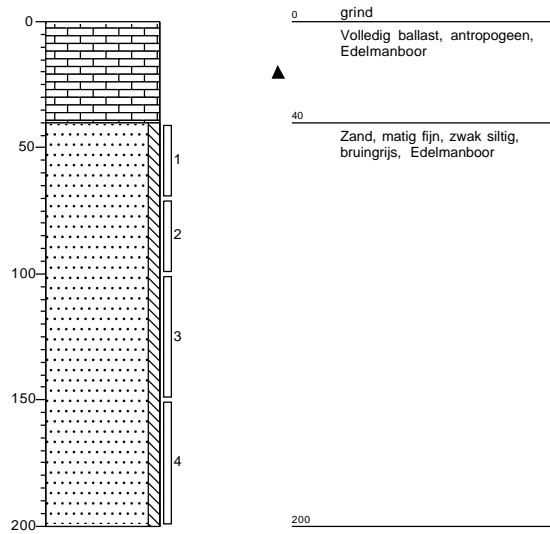 0
50
100
150
200
1
2
3
4
0
grind
Volledig ballast, antropogeen,
Edelmanboor
40
Zand, matig fijn, zwak siltig,
bruingrijs, Edelmanboor
200